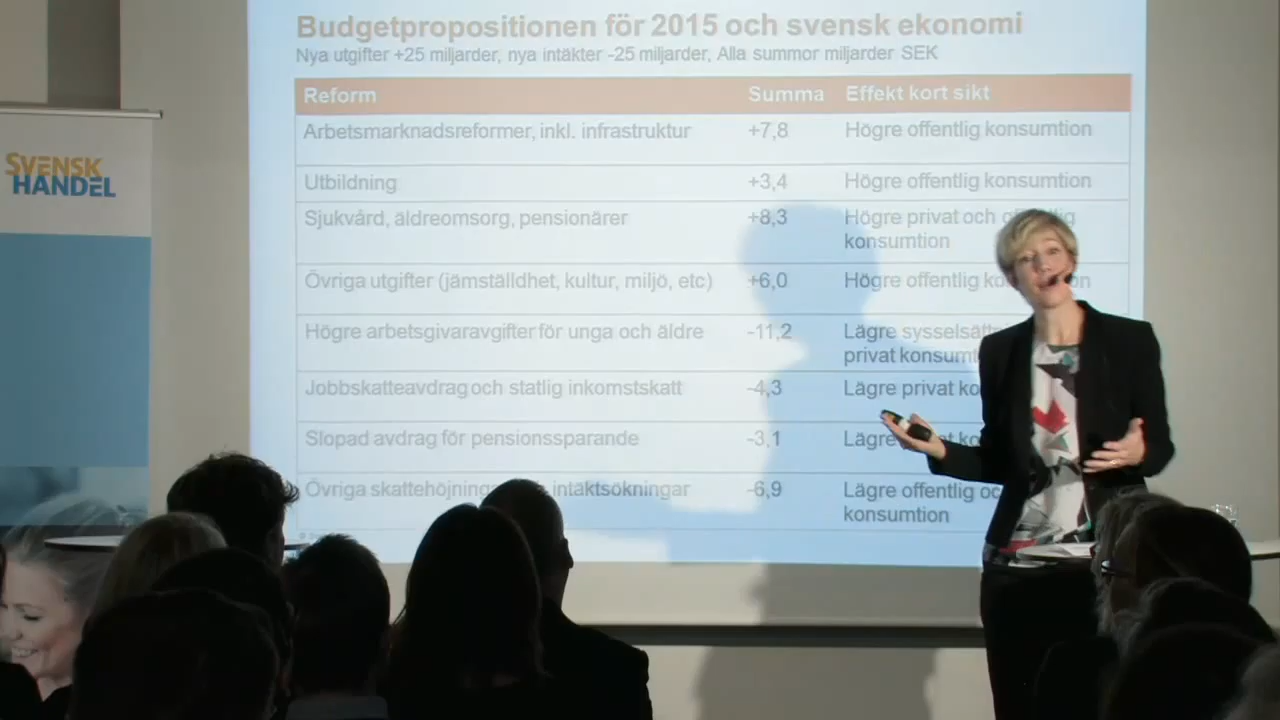 Budgetpropositionen för 2015 och svensk ekonomi
Nya utgifter +25 miljarder, nya intäkter -25 miljarder, Alla summor miljarder SEK
Reform Summa Effekt kort sikt
Arbetsmarknadsreformer, inkl. infrastruktur +7,8 Högre offentlig konsumtion
Utbildning +3,4 Högre offentlig konsumtion
Sjukvård, äldreomsorg, pensionärer +8,3 Högre privat och offentlig
konsumtion
Övriga utgifter (jämställdhet, kultur, miljö, etc) +6,0 Högre offentlig
Högre arbetsgivaravgifter för unga och äldre -11,2 Lägre
privat
Jobbskatteavdrag och statlig inkomstskatt -4,3 Lägre privat
Slopad avdrag för pensionssparande -3,1
Övriga -6,9 Lägre offentlig
konsumtion
SVENSK
HANDEL